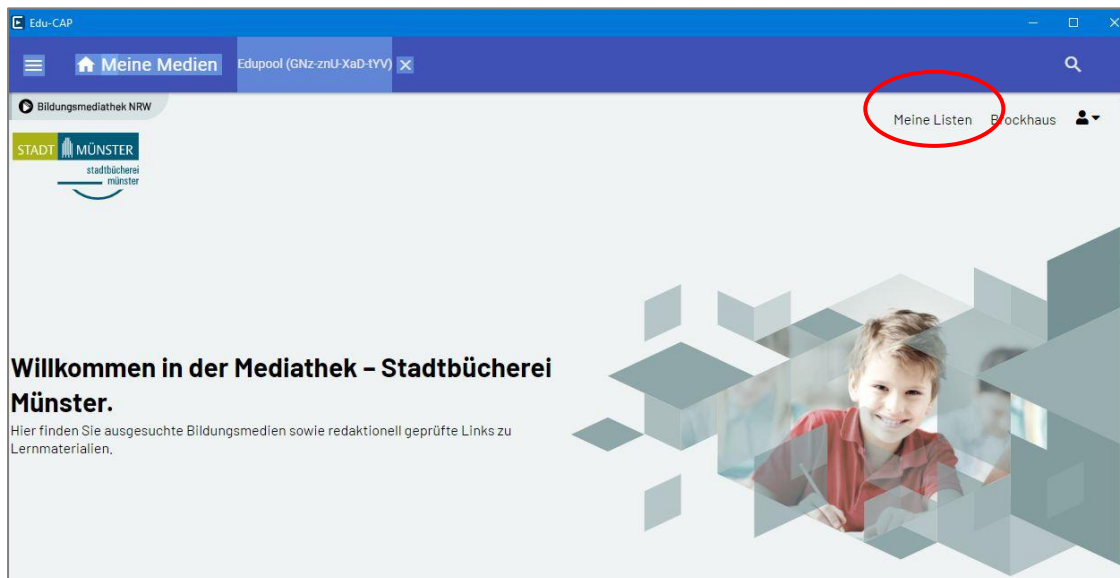 Edu-CAP
Meine Medien Edupool (GNz-znU-XaD-tYV)
Bildungsmediathek NRW
Meine Listen Brockhaus
STADT MÜNSTER
stadtbücherei
münster
Willkommen in der Mediathek – Stadtbücherei
Münster.
Hier finden Sie ausgesuchte Bildungsmedien sowie redaktionell geprüfte Links zu
Lernmaterialien.